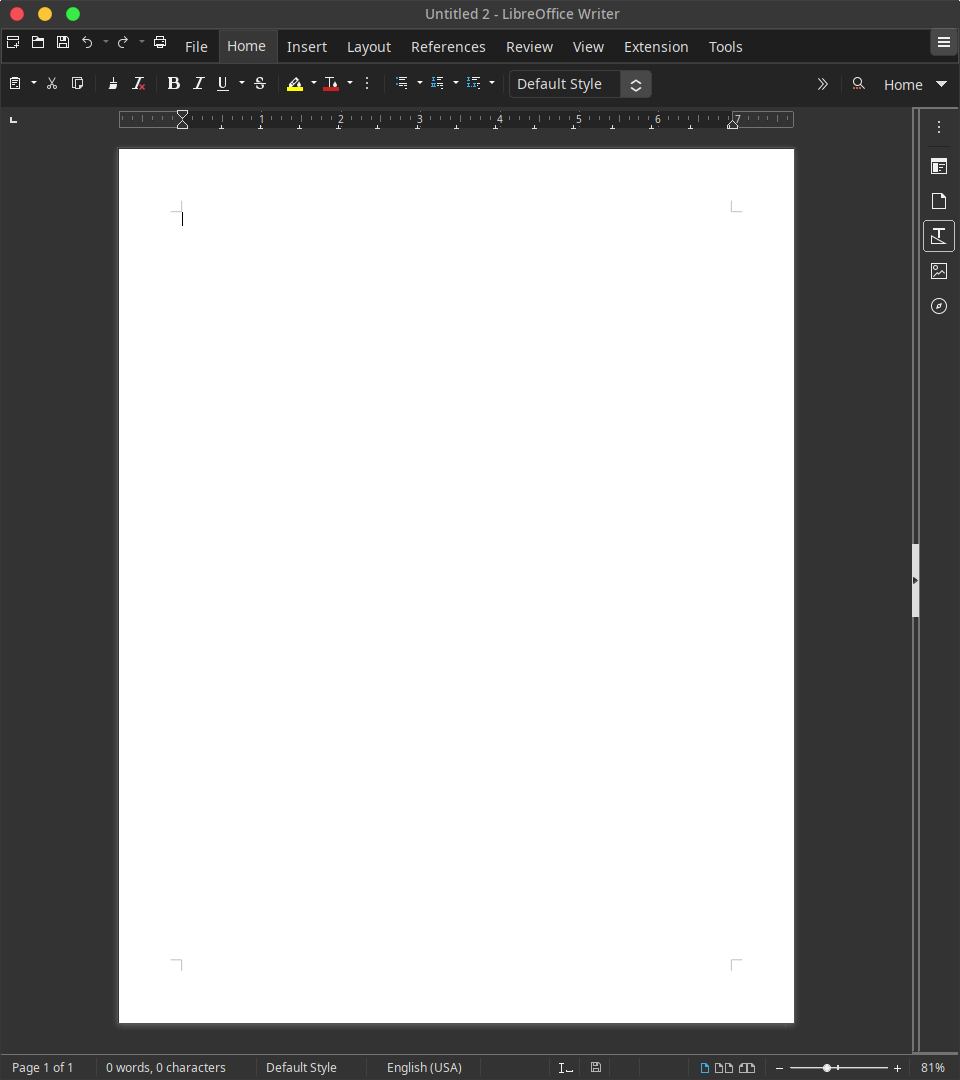 Untitled 2 - LibreOffice Writer
File Home Insert Layout References Review View Extension Tools
B I U S Default Style Home
1 2 3 4 5 6 7
Page 1 of 1 0 words, 0 characters Default Style English (USA) 81%